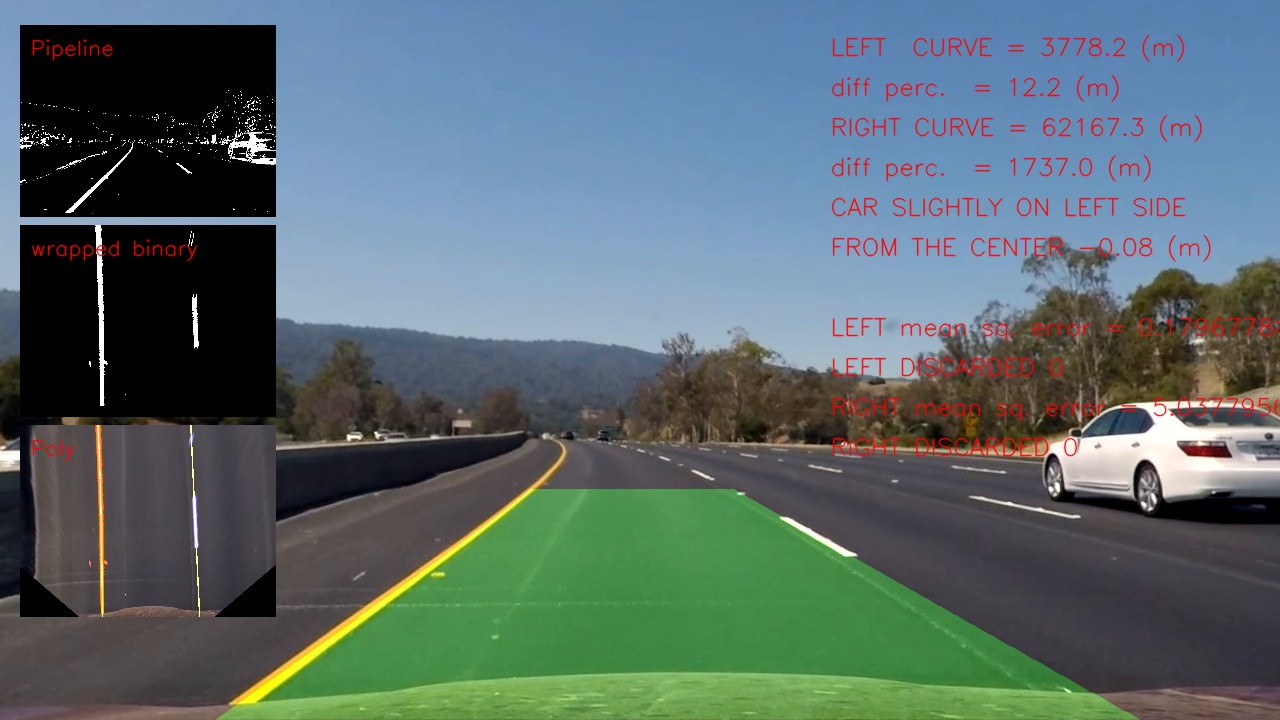 Pipeline
wrapped binary
Poly
LEFT CURVE = 3778.2 (m)
diff perc. = 12.2 (m)
RIGHT CURVE = 62167.3 (m)
diff perc. = 1737.0 (m)
CAR SLIGHTLY ON LEFT SIDE
FROM THE CENTER -0.08 (m)
LEFT mean sq. error = 0.1796778
LEFT DISCARDED 0
RIGHT mean sq. error = 5.0377956
RIGHT DISCARDED 0